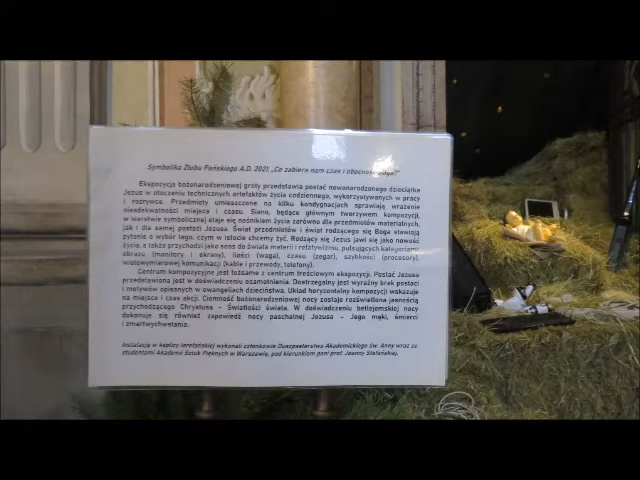 Symbolika Żłobu Pańskiego A.D. 2021, „Co zabiera nam czas i obecność Boga?"
Ekspozycja bożonarodzeniowej groty przedstawia postać nowonarodzonego dzieciątka
Jezus w otoczeniu technicznych artefaktów życia codziennego, wykorzystywanych w pracy
i rozrywce. Przedmioty umieszczone na kilku kondygnacjach sprawiają wrażenie
nieadekwatności miejsca i czasu. Siano, będące głównym tworzywem kompozycji,
w warstwie symbolicznej staje się nośnikiem życia zarówno dla przedmiotów materialnych,
jak i dla samej postaci Jezusa. Świat przedmiotów i świat rodzącego się Boga stawiają
pytanie o wybór tego, czym w istocie chcemy żyć. Rodzący się Jezus jawi się jako nowość
życia, a także przychodzi jako sens do świata materii i relatywizmu, pulsujących kategoriami
obrazu (monitory i ekrany), ilości (waga), czasu (zegar), szybkości (procesory),
wielowymiarowej komunikacji (kable i przewody, telefony).
Centrum kompozycyjne jest tożsame z centrum treściowym ekspozycji. Postać Jezusa
przedstawiona jest w doświadczeniu osamotnienia. Dostrzegalny jest wyraźny brak postaci
i motywów opisanych w ewangeliach dzieciństwa. Układ horyzontalny kompozycji wskazuje
na miejsce i czas akcji. Ciemność bożonarodzeniowej nocy zostaje rozświetlona jasnością
przychodzącego Chrystusa – Światłości świata. W doświadczeniu betlejemskiej nocy
dokonuje się również zapowiedź nocy paschalnej Jezusa – Jego męki, śmierci
i zmartwychwstania.
Instalację w kaplicy loretańskiej wykonali członkowie Duszpasterstwa Akademickiego św. Anny wraz ze
studentami Akademii Sztuk Pięknych w Warszawie, pod kierunkiem pani prof. Joanny Stefańskiej.